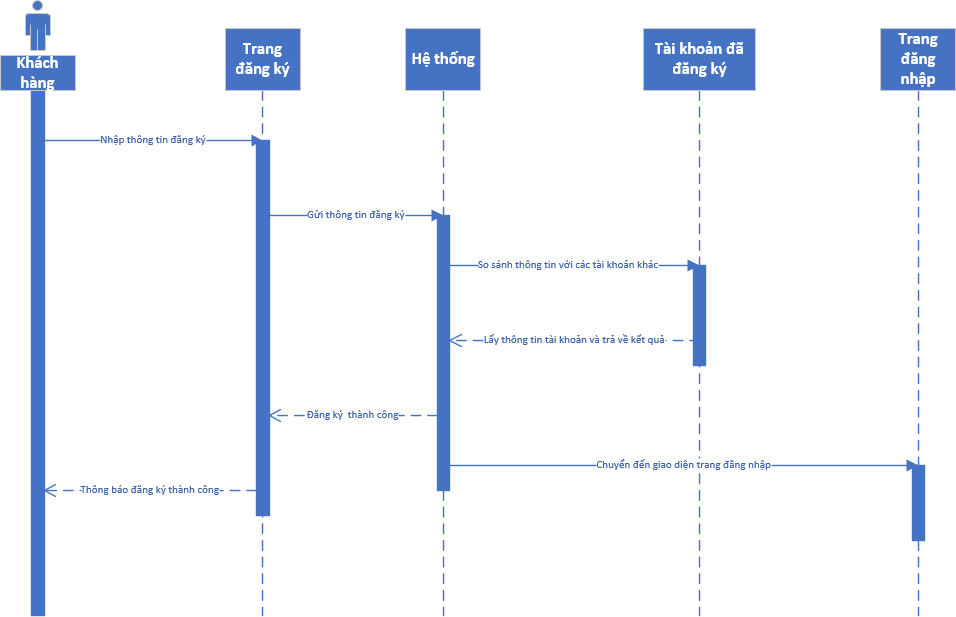 Khách
hàng
Trang
đăng ký
Hệ thống
Tài khoản đã
đăng ký
Trang
đăng
nhập
Nhập thông tin đăng ký
Gửi thông tin đăng ký
So sánh thông tin với các tài khoản khác
Lấy thông tin tài khoản và trả về kết quả
Đăng ký thành công
Chuyển đến giao diện trang đăng nhập
Thông báo đăng ký thành công